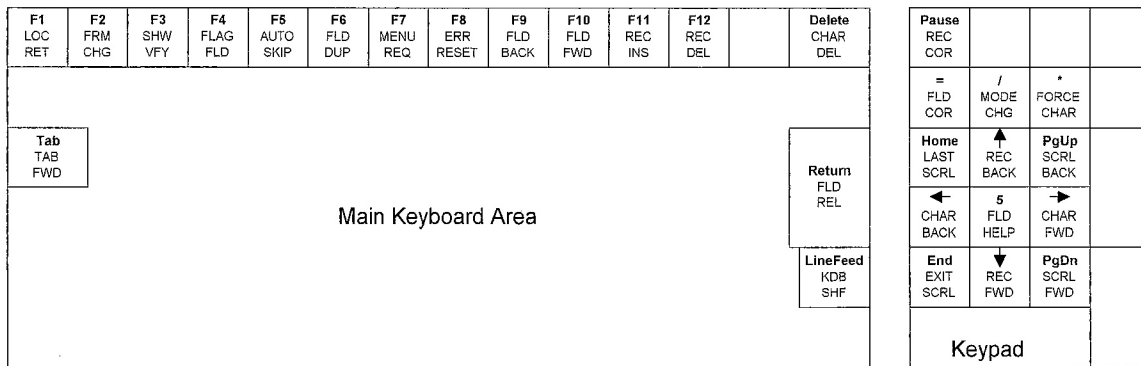 F1 F2 F3 F4 F5 F6 F7 F8 F9 F10 F11 F12 Delete
LOC FRM SHW FLAG AUTO FLD MENU ERR FLD FLD REC REC CHAR
RET CHG VFY FLD SKIP DUP REQ RESET BACK FWD INS DEL DEL
Tab
TAB
FWD
Return
FLD
REL
Main Keyboard Area
LineFeed
KDB
SHF
Pause
REC
COR
= / *
FLD MODE FORCE
COR CHG CHAR
Home PgUp
LAST REC SCRL
SCRL BACK BACK
5
CHAR FLD CHAR
BACK HELP FWD
End PgDn
EXIT REC SCRL
SCRL FWD FWD
Keypad